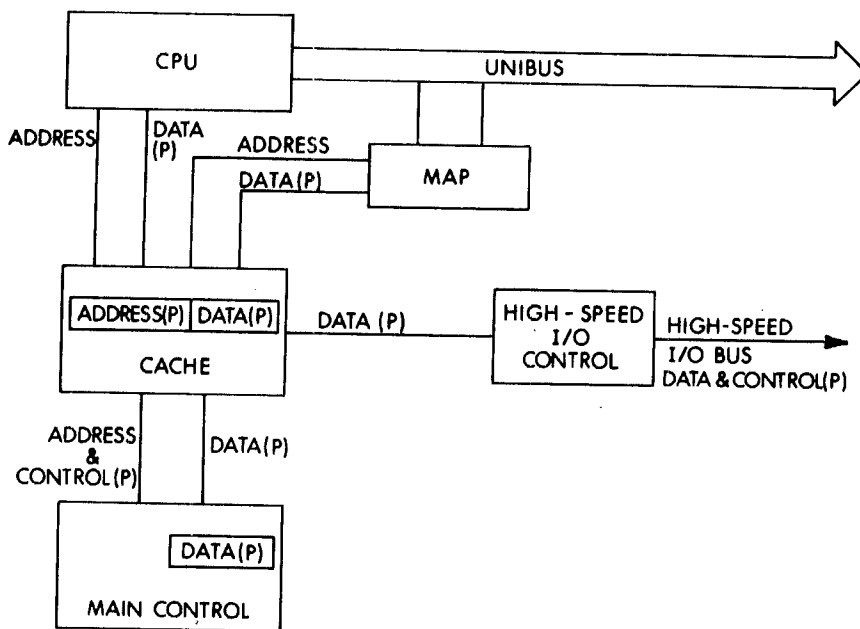 CPU
UNIBUS
ADDRESS
DATA
(P)
ADDRESS
DATA(P)
MAP
ADDRESS(P) DATA(P)
CACHE
DATA (P)
HIGH-SPEED
I/O
CONTROL
HIGH-SPEED
I/O BUS
DATA & CONTROL(P)
ADDRESS
&
CONTROL(P)
DATA(P)
DATA(P)
MAIN CONTROL